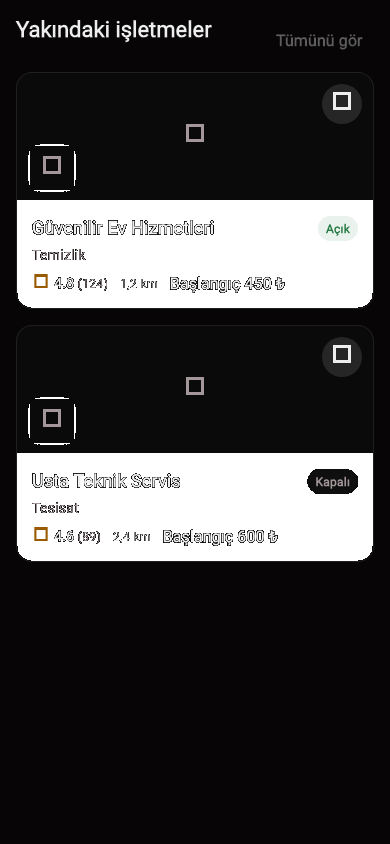 Yakındaki işletmeler
Tümünü gör
Güvenilir Ev Hizmetleri
Açık
Temizlik
4.8 (124) 1,2 km Başlangıç 450 ₺
Usta Teknik Servis
Kapalı
Tesisat
4.6 (89) 2,4 km Başlangıç 600 ₺